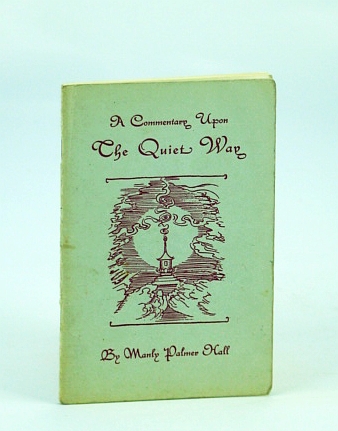 A Commentary Upon
The Quiet Way
By Manly Palmer Hall